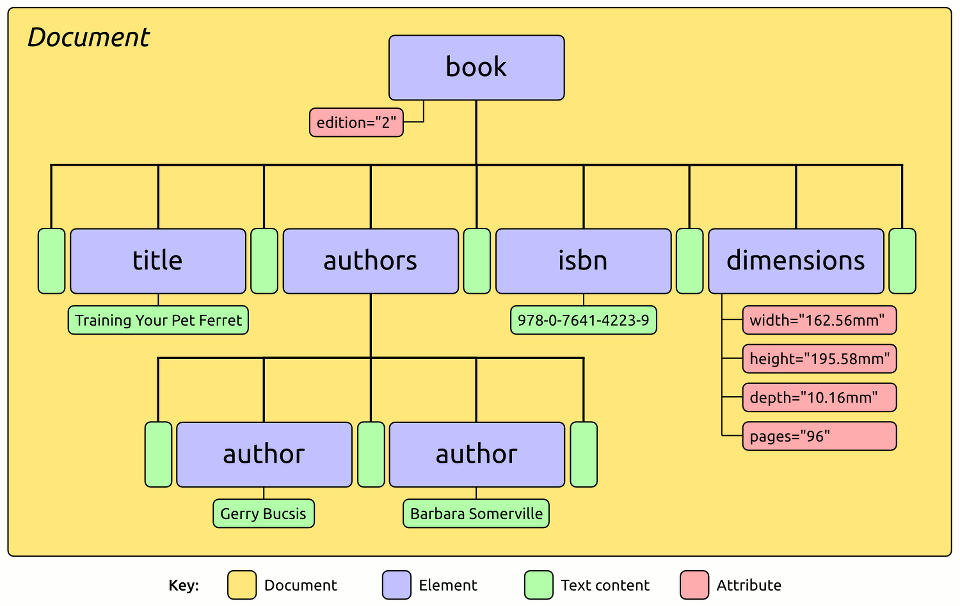 Document
book
edition="2"
title
authors
isbn
dimensions
Training Your Pet Ferret
978-0-7641-4223-9
width="162.56mm"
height="195.58mm"
depth="10.16mm"
pages="96"
author
author
Gerry Bucsis
Barbara Somerville
Key: Document Element Text content Attribute